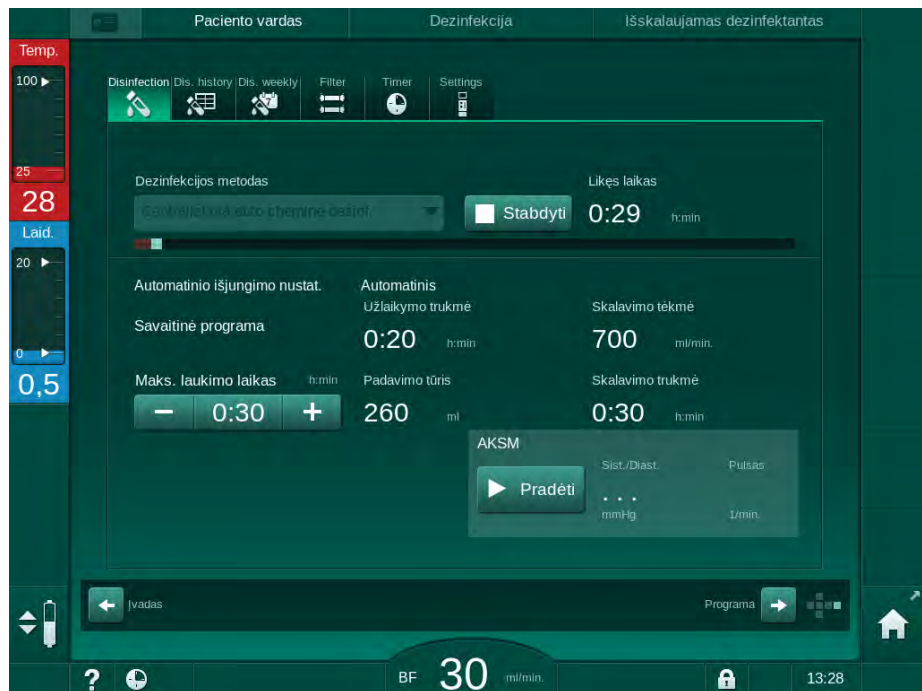 Paciento vardas Dezinfekcija Išskalaujamas dezinfektantas
Temp.
100
25
28
Laid.
20
0
0,5
Disinfection Dis. history Dis. weekly Filter Timer Settings
Dezinfekcijos metodas Likęs laikas
Stabdyti 0:29 h:min
Automatinio išjungimo nustat. Automatinis
Užlaikymo trukmė Skalavimo tėkmė
Savaitinė programa
0:20 h:min 700 ml/min.
Maks. laukimo laikas h:min Padavimo tūris Skalavimo trukmė
− 0:30 + 260 ml 0:30 h:min
AKSM
Sist./Diast. Pulsas
Pradėti . . .
mmHg 1/min.
Įvadas Programa
? BF 30 ml/min. 13:28